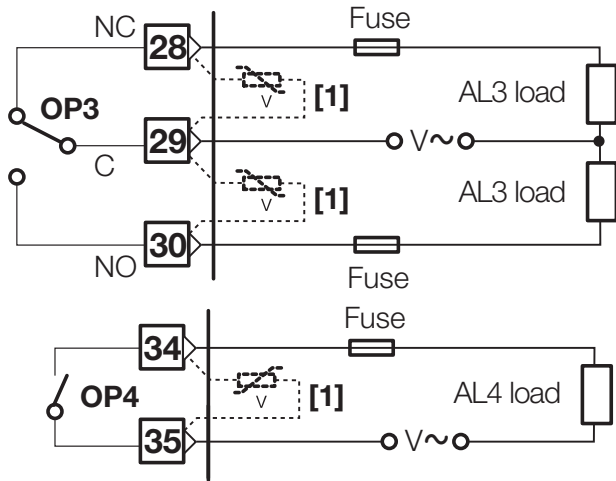 NC
28
Fuse
V
[1]
AL3 load
OP3
29
C
V~
V
[1]
AL3 load
30
NO
Fuse
Fuse
34
OP4
V
[1]
AL4 load
35
V~